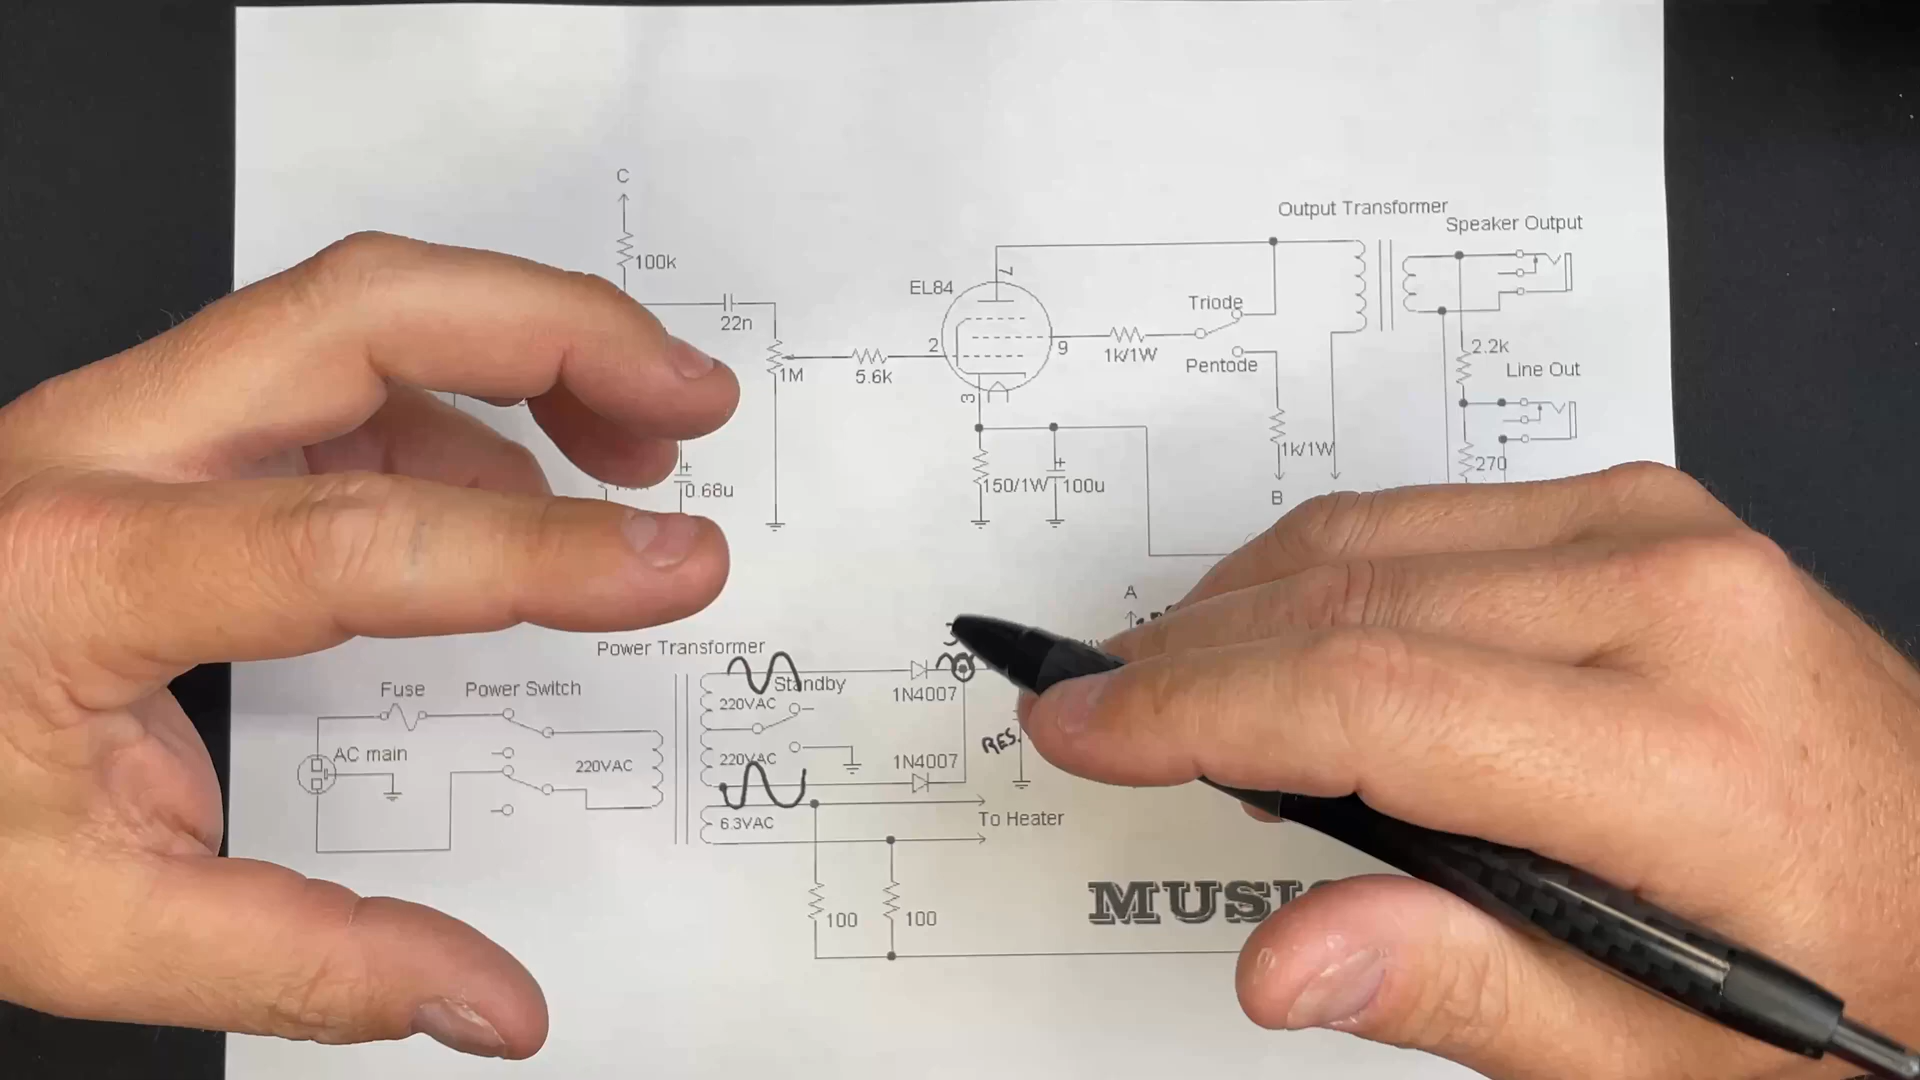 C
100k
22n
1M
5.6k
0.68u
EL84
2
7
9
3
150/1W
100u
1k/1W
Triode
Pentode
1k/1W
B
Output Transformer
Speaker Output
2.2k
Line Out
270
A
Power Transformer
Fuse
Power Switch
AC main
220VAC
220VAC
220VAC
6.3VAC
Standby
1N4007
1N4007
RES.
To Heater
100
100